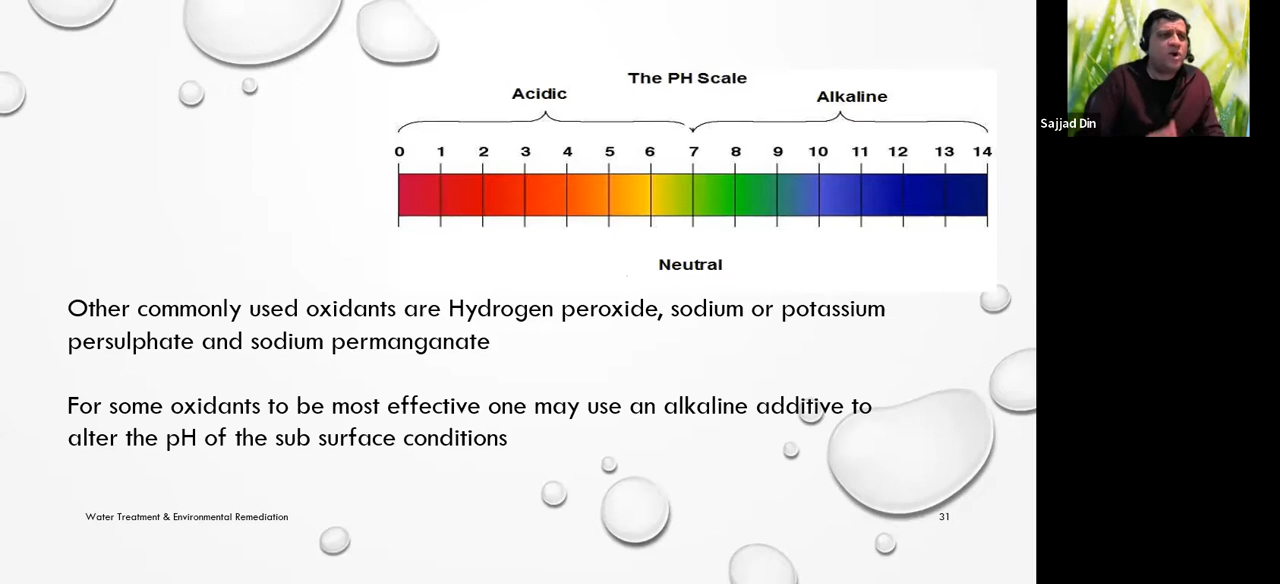 The PH Scale
Acidic
Alkaline
0 1 2 3 4 5 6 7 8 9 10 11 12 13 14
Neutral
Other commonly used oxidants are Hydrogen peroxide, sodium or potassium
persulphate and sodium permanganate
For some oxidants to be most effective one may use an alkaline additive to
alter the pH of the sub surface conditions
Water Treatment & Environmental Remediation
31
Sajjad Din